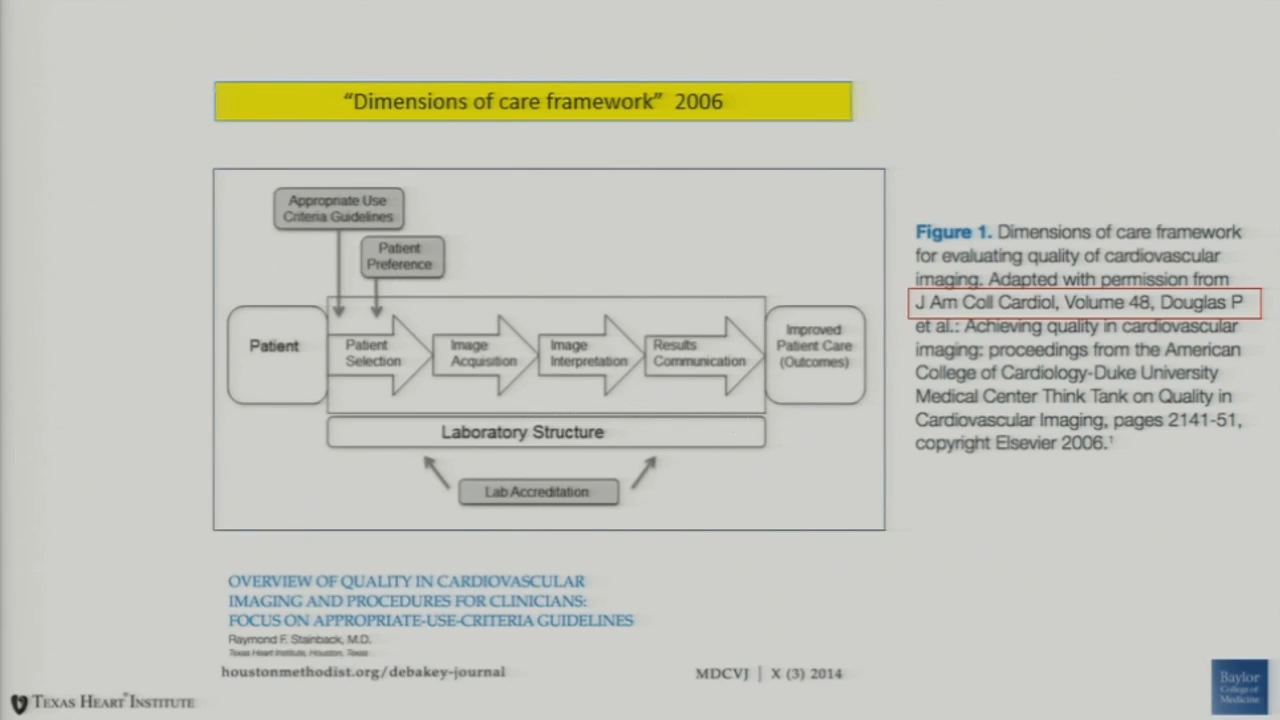 “Dimensions of care framework” 2006
Appropriate Use
Criteria Guidelines
Patient
Preference
Patient
Patient
Selection
Image
Acquisition
Image
Interpretation
Results
Communication
Improved
Patient Care
(Outcomes)
Laboratory Structure
Lab Accreditation
Figure 1. Dimensions of care framework
for evaluating quality of cardiovascular
imaging. Adapted with permission from
J Am Coll Cardiol, Volume 48, Douglas P
et al.: Achieving quality in cardiovascular
imaging: proceedings from the American
College of Cardiology-Duke University
Medical Center Think Tank on Quality in
Cardiovascular Imaging, pages 2141-51,
copyright Elsevier 2006.¹
OVERVIEW OF QUALITY IN CARDIOVASCULAR
IMAGING AND PROCEDURES FOR CLINICIANS:
FOCUS ON APPROPRIATE-USE-CRITERIA GUIDELINES
Raymond F. Stainback, M.D.
Texas Heart Institute, Houston, Texas
houstonmethodist.org/debakey-journal
MDCVJ | X (3) 2014
TEXAS HEART® INSTITUTE
Baylor
College of
Medicine